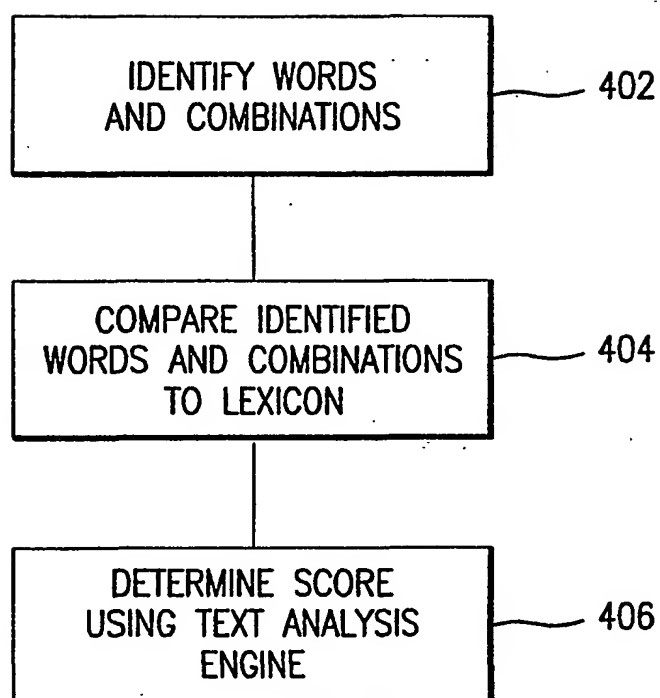 IDENTIFY WORDS
AND COMBINATIONS
402
COMPARE IDENTIFIED
WORDS AND COMBINATIONS
TO LEXICON
404
DETERMINE SCORE
USING TEXT ANALYSIS
ENGINE
406